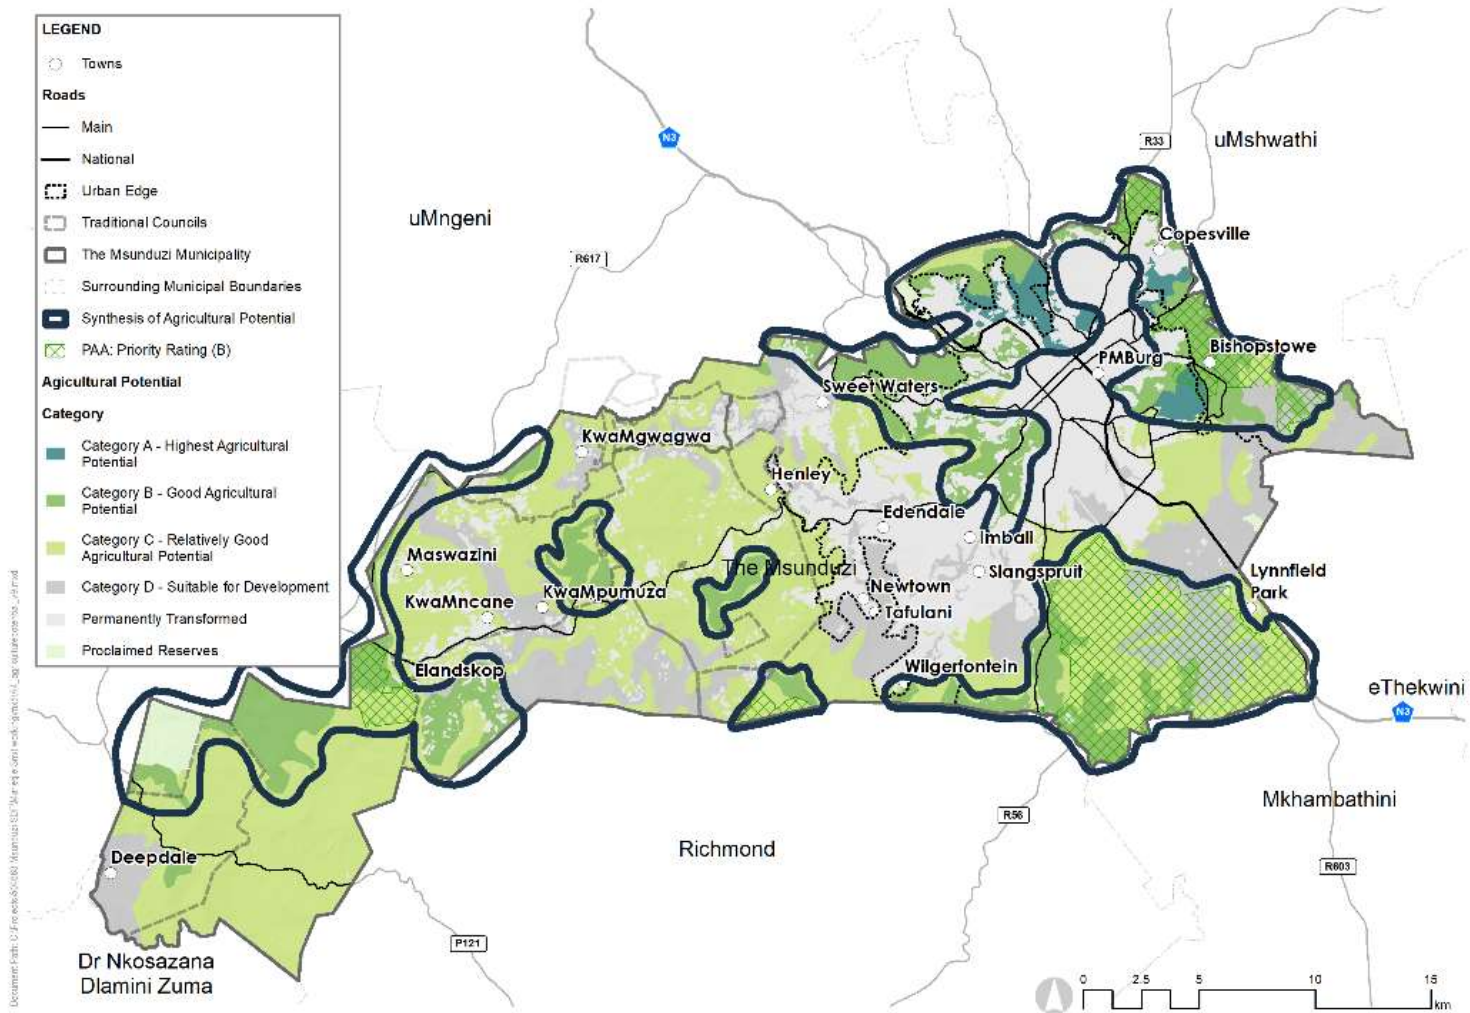 LEGEND
Towns
Roads
Main
National
Urban Edge
Traditional Councils
The Msunduzi Municipality
Surrounding Municipal Boundaries
Synthesis of Agricultural Potential
PAA: Priority Rating (B)
Agicultural Potential
Category
Category A - Highest Agricultural
Potential
Category B - Good Agricultural
Potential
Category C - Relatively Good
Agricultural Potential
Category D - Suitable for Development
Permanently Transformed
Proclaimed Reserves
N3
R33
uMshwathi
uMngeni
R617
Copesville
Bishopstowe
PMBurg
Sweet Waters
KwaMgwagwa
Henley
Edendale
Imbali
Maswazini
The Msunduzi
Slangspruit
Lynnfield
Park
KwaMpumuza
Newtown
KwaMncane
Tafulani
Elandskop
Wilgerfontein
eThekwini
N3
Mkhambathini
R56
Richmond
Deepdale
R603
P121
Dr Nkosazana
Dlamini Zuma
0 2.5 5 10 15
km